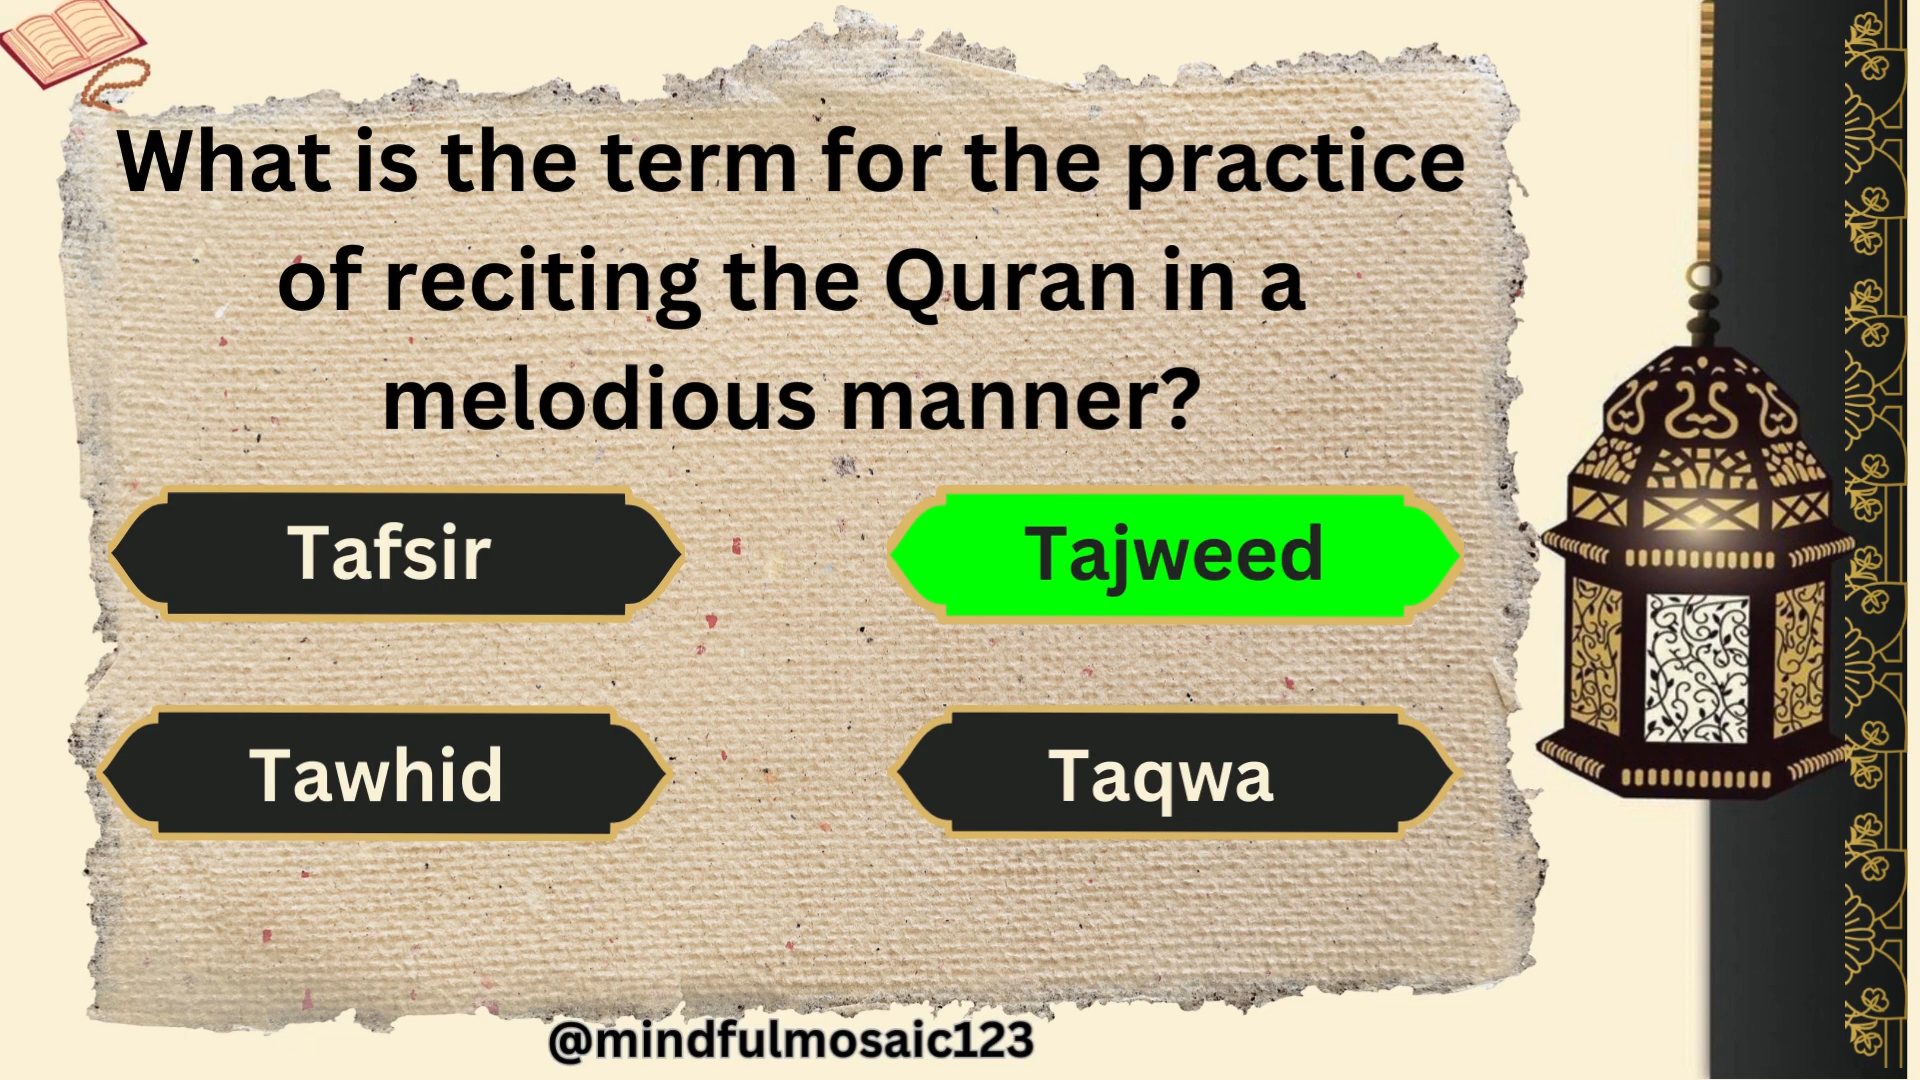 What is the term for the practice
of reciting the Quran in a
melodious manner?
Tafsir
Tajweed
Tawhid
Taqwa
@mindfulmosaic123